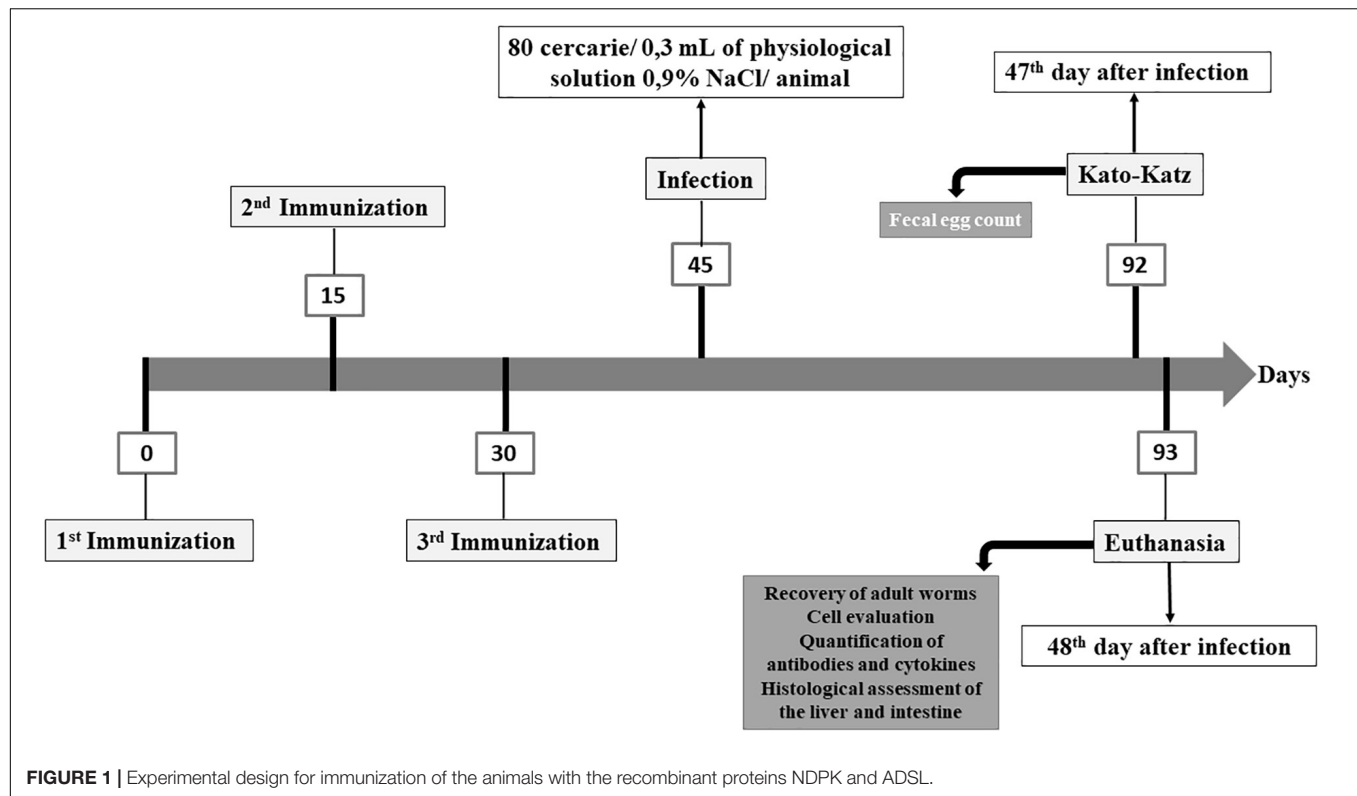 80 cercarie/ 0,3 mL of physiological
solution 0,9% NaCl/ animal
47th day after infection
Infection
Kato-Katz
2nd Immunization
Fecal egg count
45
92
15
Days
0
30
93
1st Immunization
3rd Immunization
Euthanasia
Recovery of adult worms
Cell evaluation
Quantification of
antibodies and cytokines
Histological assessment of
the liver and intestine
48th day after infection
FIGURE 1 | Experimental design for immunization of the animals with the recombinant proteins NDPK and ADSL.